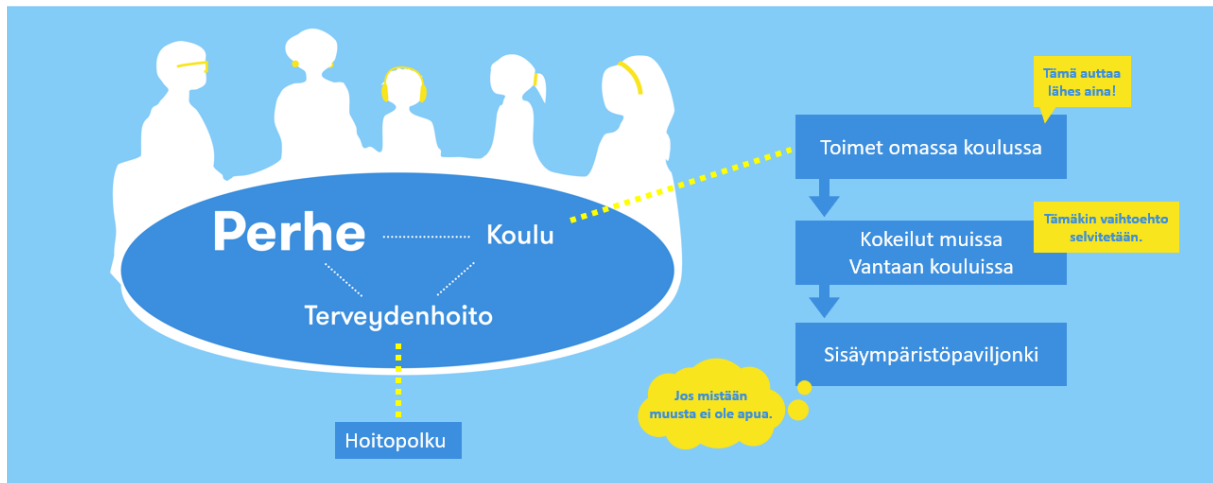 Perhe
Koulu
Terveydenhoito
Hoitopolku
Tämä auttaa
lähes aina!
Toimet omassa koulussa
Tämäkin vaihtoehto
selvitetään.
Kokeilut muissa
Vantaan kouluissa
Sisäympäristöpaviljonki
Jos mistään
muusta ei ole apua.